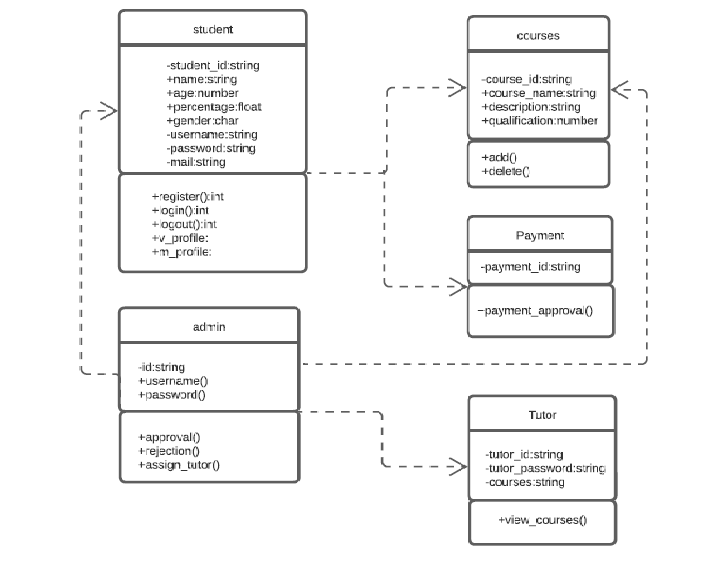 student
-student_id:string
+name:string
+age:number
+percentage:float
+gender:char
-username:string
-password:string
-mail:string
+register():int
+login():int
+logout():int
+v_profile:
+m_profile:
courses
-course_id:string
+course_name:string
+description:string
+qualification:number
+add()
+delete()
Payment
-payment_id:string
~payment_approval()
admin
-id:string
+username()
+password()
+approval()
+rejection()
+assign_tutor()
Tutor
-tutor_id:string
-tutor_password:string
-courses:string
+view_courses()